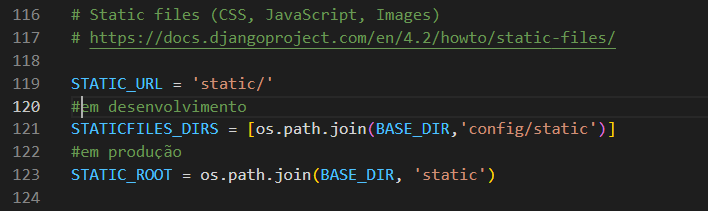 116 # Static files (CSS, JavaScript, Images)
117 # https://docs.djangoproject.com/en/4.2/howto/static-files/
118
119 STATIC_URL = 'static/'
120 #em desenvolvimento
121 STATICFILES_DIRS = [os.path.join(BASE_DIR,'config/static')]
122 #em produção
123 STATIC_ROOT = os.path.join(BASE_DIR, 'static')
124